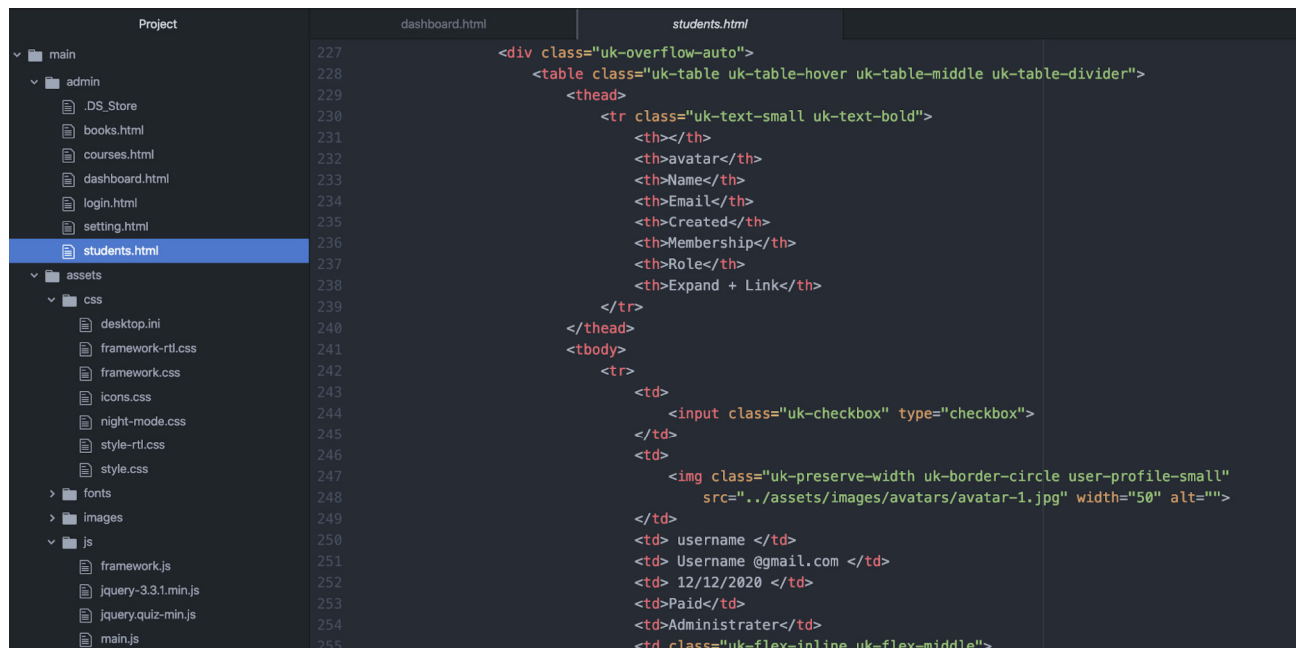 Project
main
admin
.DS_Store
books.html
courses.html
dashboard.html
login.html
setting.html
students.html
assets
css
desktop.ini
framework-rtl.css
framework.css
icons.css
night-mode.css
style-rtl.css
style.css
fonts
images
js
framework.js
jquery-3.3.1.min.js
jquery.quiz-min.js
main.js
dashboard.html
students.html
227 <div class="uk-overflow-auto">
228 <table class="uk-table uk-table-hover uk-table-middle uk-table-divider">
229 <thead>
230 <tr class="uk-text-small uk-text-bold">
231 <th></th>
232 <th>avatar</th>
233 <th>Name</th>
234 <th>Email</th>
235 <th>Created</th>
236 <th>Membership</th>
237 <th>Role</th>
238 <th>Expand + Link</th>
239 </tr>
240 </thead>
241 <tbody>
242 <tr>
243 <td>
244 <input class="uk-checkbox" type="checkbox">
245 </td>
246 <td>
247 <img class="uk-preserve-width uk-border-circle user-profile-small"
248 src="../assets/images/avatars/avatar-1.jpg" width="50" alt="">
249 </td>
250 <td> username </td>
251 <td> Username @gmail.com </td>
252 <td> 12/12/2020 </td>
253 <td>Paid</td>
254 <td>Administrater</td>
255 <td class="uk-flex-inline uk-flex-middle">